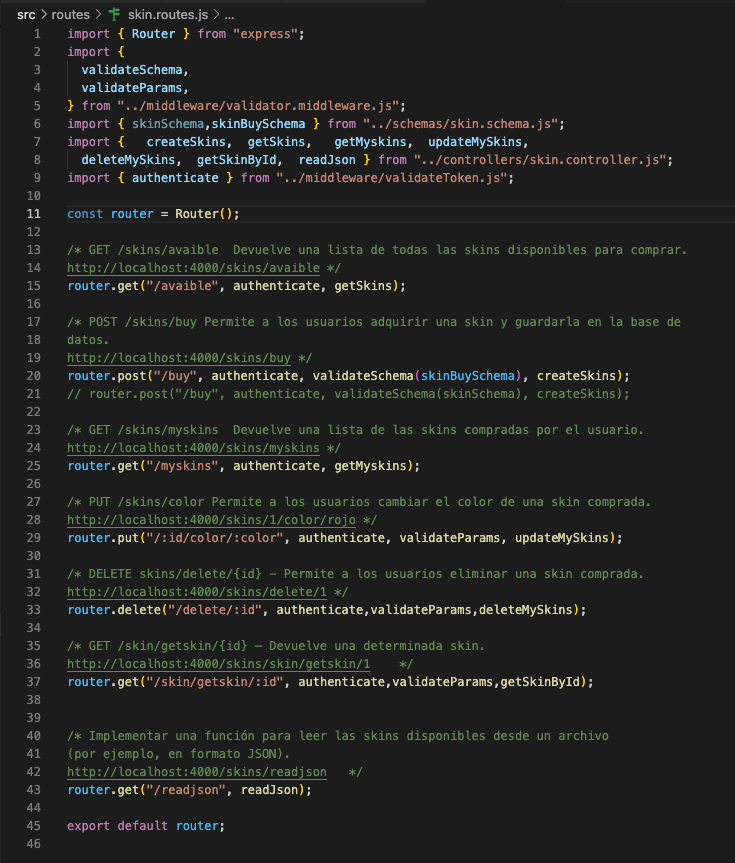 src > routes > skin.routes.js > ...
1 import { Router } from "express";
2 import {
3   validateSchema,
4   validateParams,
5 } from "../middleware/validator.middleware.js";
6 import { skinSchema,skinBuySchema } from "../schemas/skin.schema.js";
7 import {   createSkins,  getSkins,   getMyskins,  updateMySkins,
8   deleteMySkins,  getSkinById,  readJson } from "../controllers/skin.controller.js";
9 import { authenticate } from "../middleware/validateToken.js";
10
11 const router = Router();
12
13 /* GET /skins/avaible  Devuelve una lista de todas las skins disponibles para comprar.
14 http://localhost:4000/skins/avaible */
15 router.get("/avaible", authenticate, getSkins);
16
17 /* POST /skins/buy Permite a los usuarios adquirir una skin y guardarla en la base de
18 datos.
19 http://localhost:4000/skins/buy */
20 router.post("/buy", authenticate, validateSchema(skinBuySchema), createSkins);
21 // router.post("/buy", authenticate, validateSchema(skinSchema), createSkins);
22
23 /* GET /skins/myskins  Devuelve una lista de las skins compradas por el usuario.
24 http://localhost:4000/skins/myskins */
25 router.get("/myskins", authenticate, getMyskins);
26
27 /* PUT /skins/color Permite a los usuarios cambiar el color de una skin comprada.
28 http://localhost:4000/skins/1/color/rojo */
29 router.put("/:id/color/:color", authenticate, validateParams, updateMySkins);
30
31 /* DELETE skins/delete/{id} – Permite a los usuarios eliminar una skin comprada.
32 http://localhost:4000/skins/delete/1 */
33 router.delete("/delete/:id", authenticate,validateParams,deleteMySkins);
34
35 /* GET /skin/getskin/{id} – Devuelve una determinada skin.
36 http://localhost:4000/skins/skin/getskin/1    */
37 router.get("/skin/getskin/:id", authenticate,validateParams,getSkinById);
38
39
40 /* Implementar una función para leer las skins disponibles desde un archivo
41 (por ejemplo, en formato JSON).
42 http://localhost:4000/skins/readjson   */
43 router.get("/readjson", readJson);
44
45 export default router;
46